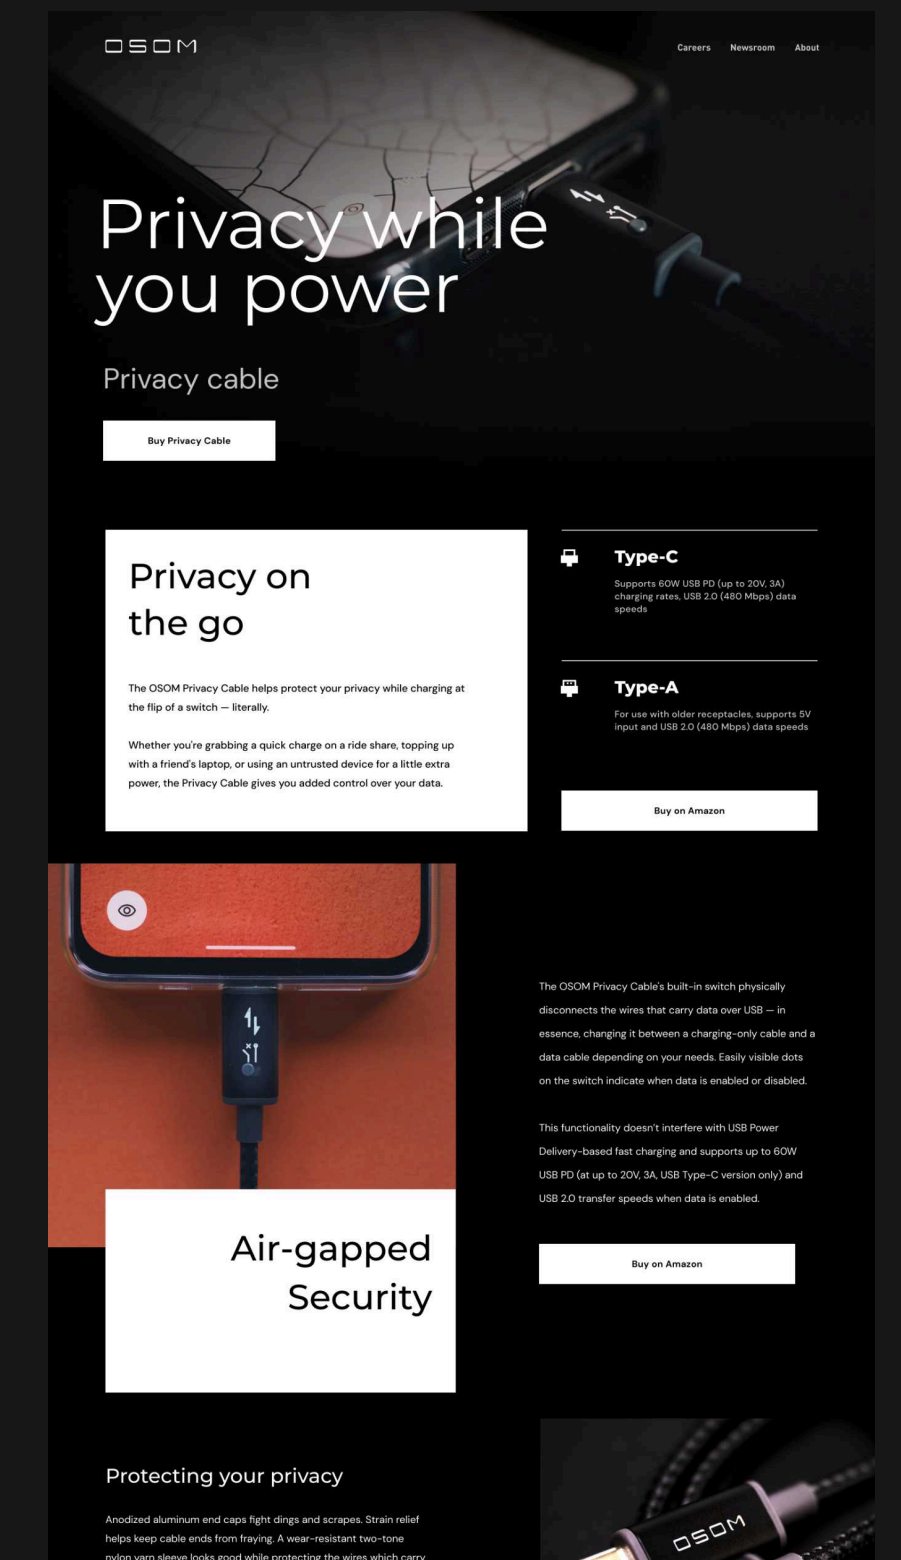 OSOM
Careers Newsroom About
Privacy while
you power
Privacy cable
Buy Privacy Cable
Privacy on
the go
The OSOM Privacy Cable helps protect your privacy while charging at
the flip of a switch — literally.
Whether you're grabbing a quick charge on a ride share, topping up
with a friend's laptop, or using an untrusted device for a little extra
power, the Privacy Cable gives you added control over your data.
Type-C
Supports 60W USB PD (up to 20V, 3A)
charging rates, USB 2.0 (480 Mbps) data
speeds
Type-A
For use with older receptacles, supports 5V
input and USB 2.0 (480 Mbps) data speeds
Buy on Amazon
Air-gapped
Security
The OSOM Privacy Cable's built-in switch physically
disconnects the wires that carry data over USB — in
essence, changing it between a charging-only cable and a
data cable depending on your needs. Easily visible dots
on the switch indicate when data is enabled or disabled.
This functionality doesn't interfere with USB Power
Delivery-based fast charging and supports up to 60W
USB PD (at up to 20V, 3A, USB Type-C version only) and
USB 2.0 transfer speeds when data is enabled.
Buy on Amazon
Protecting your privacy
Anodized aluminum end caps fight dings and scrapes. Strain relief
helps keep cable ends from fraying. A wear-resistant two-tone
nylon yarn sleeve looks good while protecting the wires which carry
OSOM